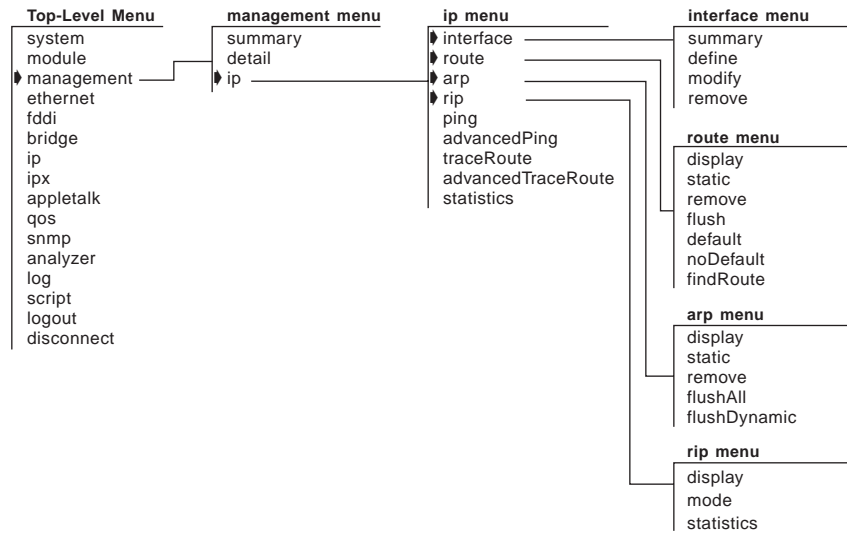 Top-Level Menu
system
module
management
ethernet
fddi
bridge
ip
ipx
appletalk
qos
snmp
analyzer
log
script
logout
disconnect
management menu
summary
detail
ip
ip menu
interface
route
arp
rip
ping
advancedPing
traceRoute
advancedTraceRoute
statistics
interface menu
summary
define
modify
remove
route menu
display
static
remove
flush
default
noDefault
findRoute
arp menu
display
static
remove
flushAll
flushDynamic
rip menu
display
mode
statistics